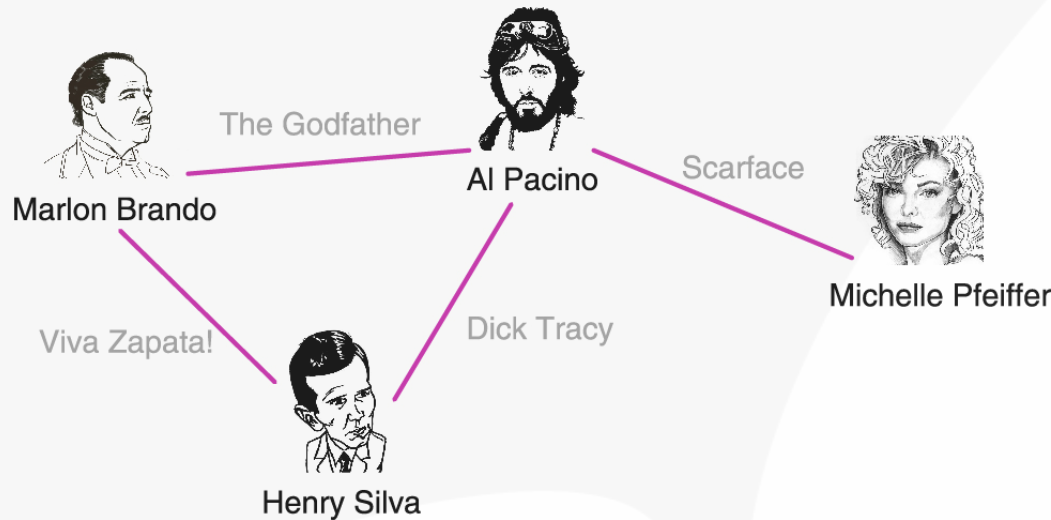 The Godfather
Al Pacino
Scarface
Marlon Brando
Michelle Pfeiffer
Viva Zapata!
Dick Tracy
Henry Silva